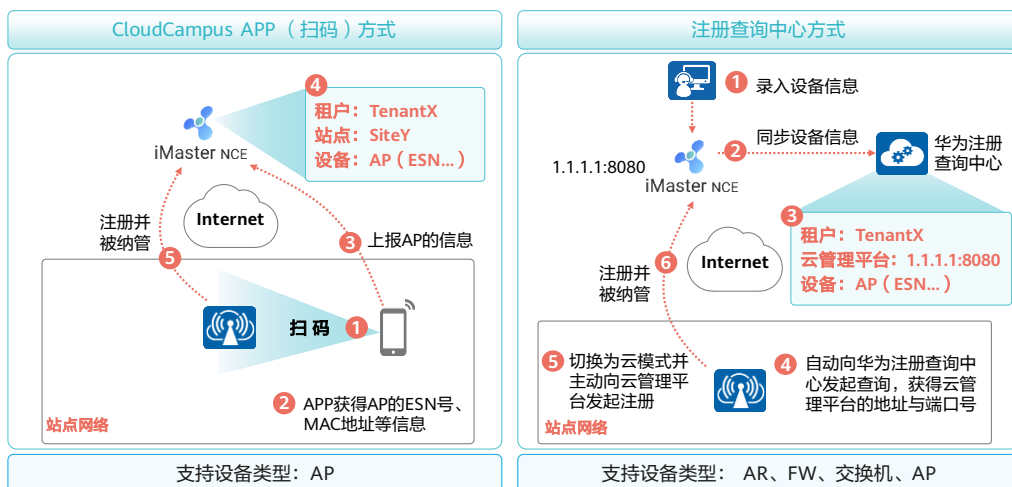 CloudCampus APP（扫码）方式
4
租户：TenantX
站点：SiteY
设备：AP（ESN...）
iMaster NCE
注册并
被纳管
Internet
5
3
上报AP的信息
扫码
1
2
APP获得AP的ESN号、
MAC地址等信息
站点网络
支持设备类型：AP
注册查询中心方式
1
录入设备信息
1.1.1.1:8080
iMaster NCE
2
同步设备信息
华为注册
查询中心
3
租户：TenantX
云管理平台：1.1.1.1:8080
设备：AP（ESN...）
注册并
被纳管
6
Internet
5
切换为云模式并
主动向云管理平
台发起注册
4
自动向华为注册查询中
心发起查询，获得云管
理平台的地址与端口号
站点网络
支持设备类型： AR、FW、交换机、AP